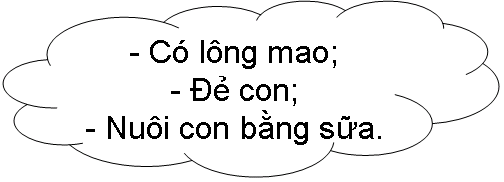 - Có lông mao;
- Đẻ con;
- Nuôi con bằng sữa.